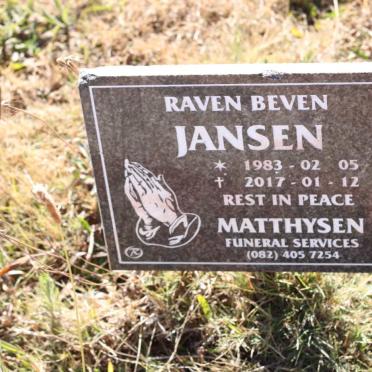 RAVEN BEVEN
JANSEN
* 1983 - 02 05
† 2017 - 01 - 12
REST IN PEACE
MATTHYSEN
FUNERAL SERVICES
(082) 405 7254